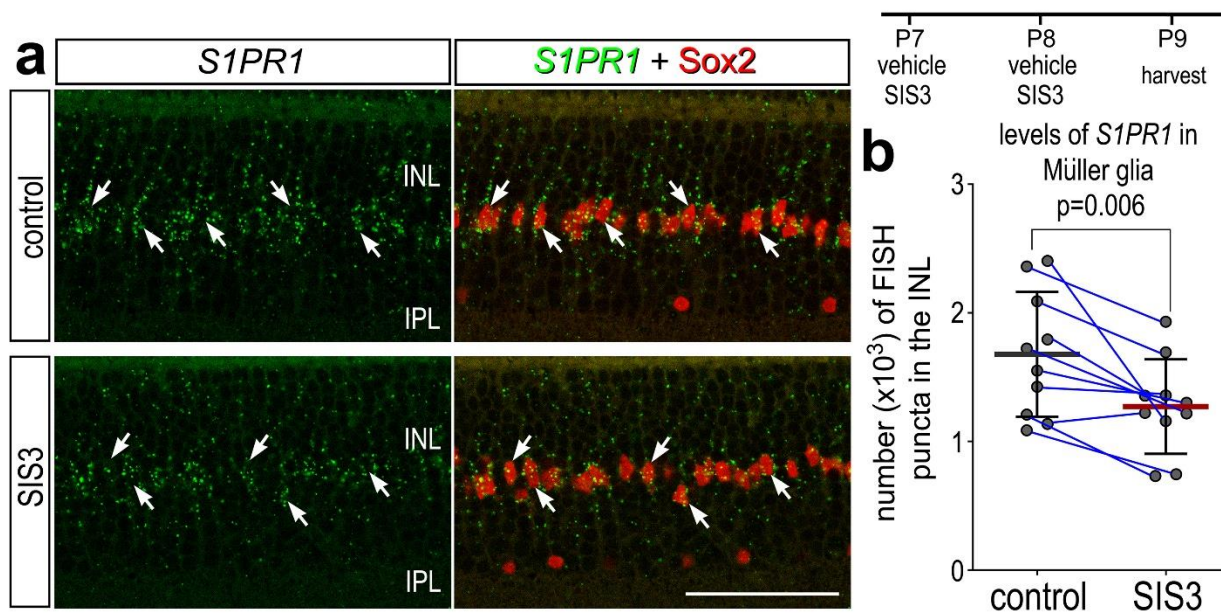 a
S1PR1
S1PR1 + Sox2
control
INL
IPL
SIS3
INL
IPL
P7
vehicle
SIS3
P8
vehicle
SIS3
P9
harvest
b
levels of S1PR1 in
Müller glia
p=0.006
number (x10³) of FISH
puncta in the INL
3
2
1
0
control
SIS3